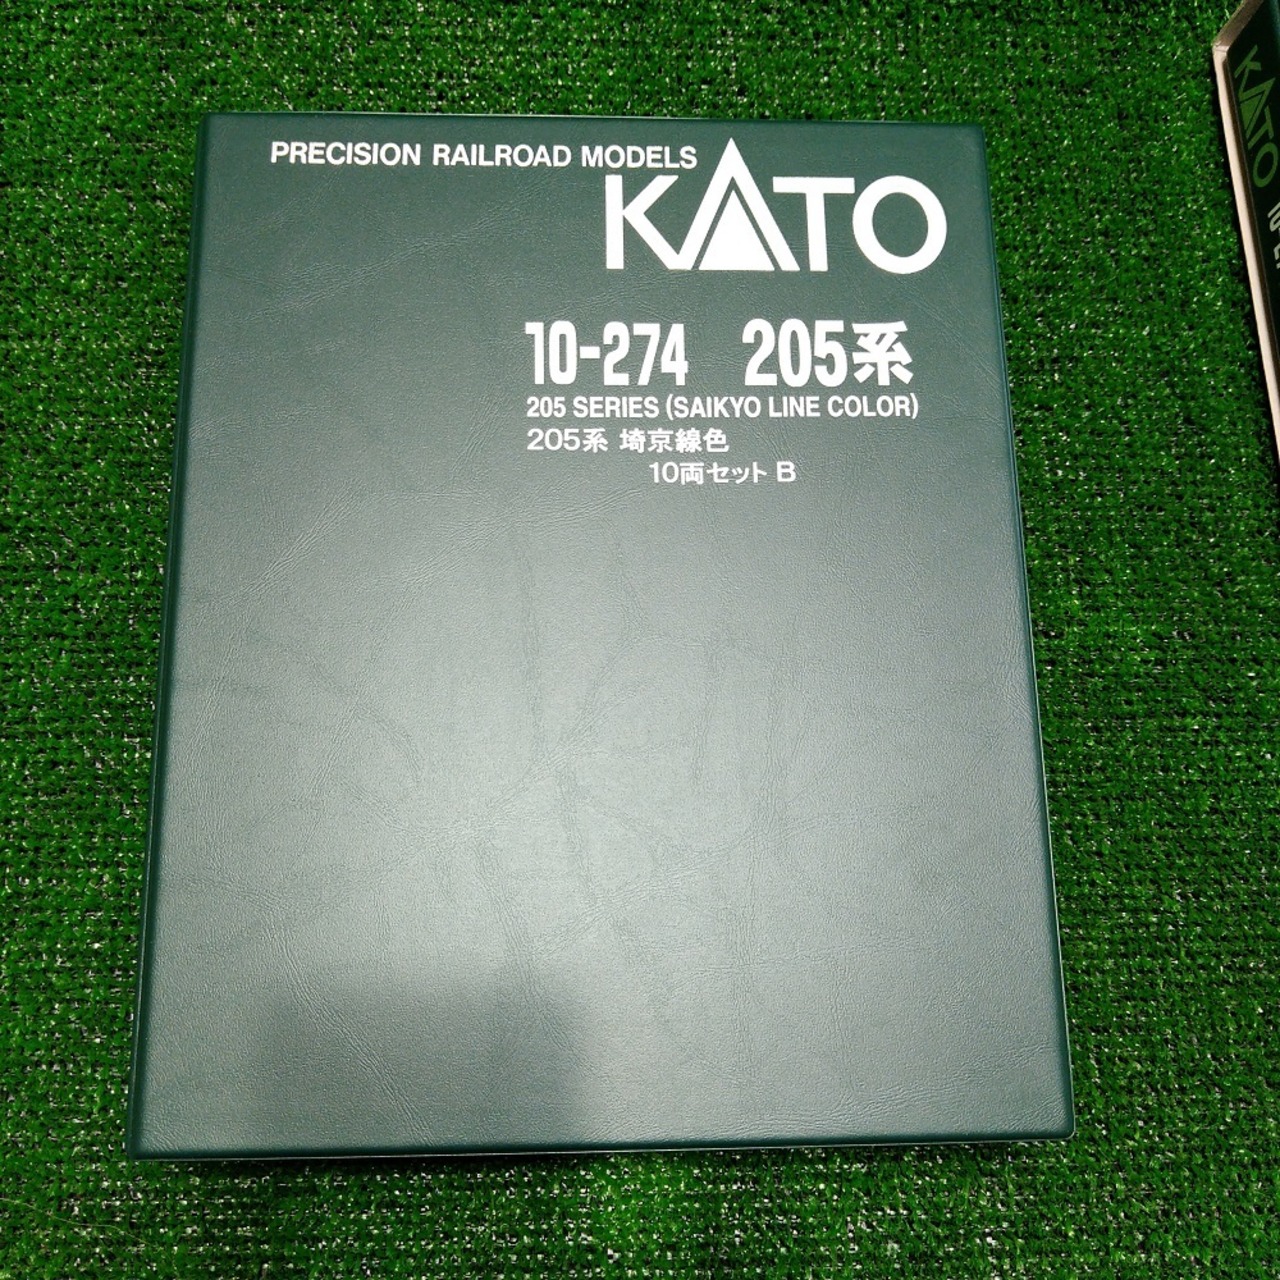 PRECISION RAILROAD MODELS
KATO
10-274 205系
205 SERIES (SAIKYO LINE COLOR)
205系 埼京線色
10両セット B
KATO